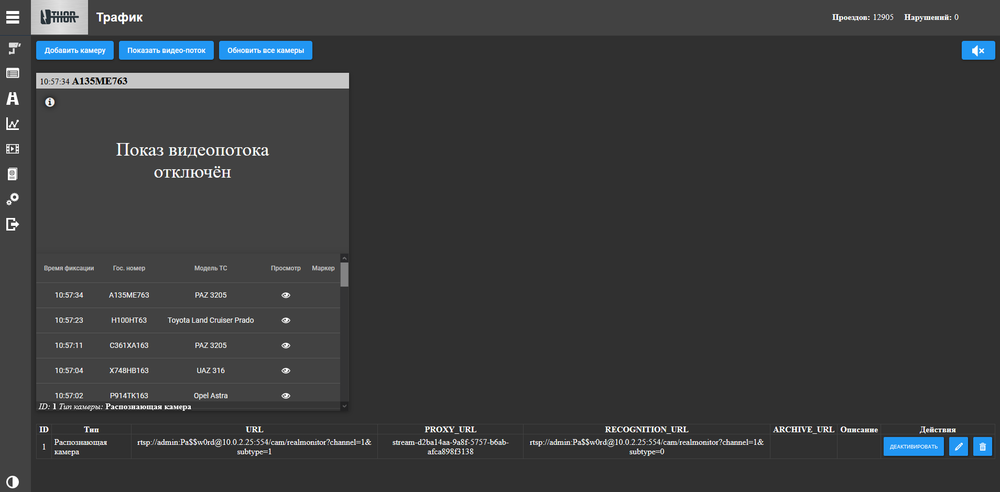 THOR
Трафик
Проездов: 12905 Нарушений: 0
Добавить камеру
Показать видео-поток
Обновить все камеры
10:57:34 A135ME763
Показ видеопотока
отключён
Время фиксации Гос. номер Модель ТС Просмотр Маркер
10:57:34 A135ME763 PAZ 3205
10:57:23 H100HT63 Toyota Land Cruiser Prado
10:57:11 C361XA163 PAZ 3205
10:57:04 X748HB163 UAZ 316
10:57:02 P914TK163 Opel Astra
ID: 1 Тип камеры: Распознающая камера
ID Тип URL PROXY_URL RECOGNITION_URL ARCHIVE_URL Описание Действия
1 Распознающая камера rtsp://admin:Pa$$w0rd@10.0.2.25:554/cam/realmonitor?channel=1&subtype=1 stream-d2ba14aa-9a8f-5757-b6ab-afca898f3138 rtsp://admin:Pa$$w0rd@10.0.2.25:554/cam/realmonitor?channel=1&subtype=0 ДЕАКТИВИРОВАТЬ